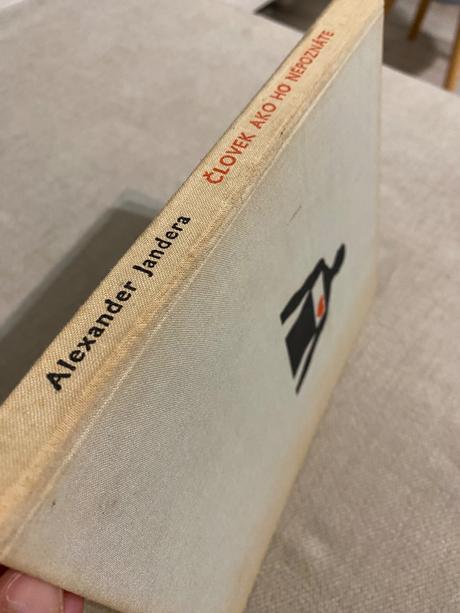 Alexander Jandera
ČLOVEK AKO HO NEPOZNÁTE